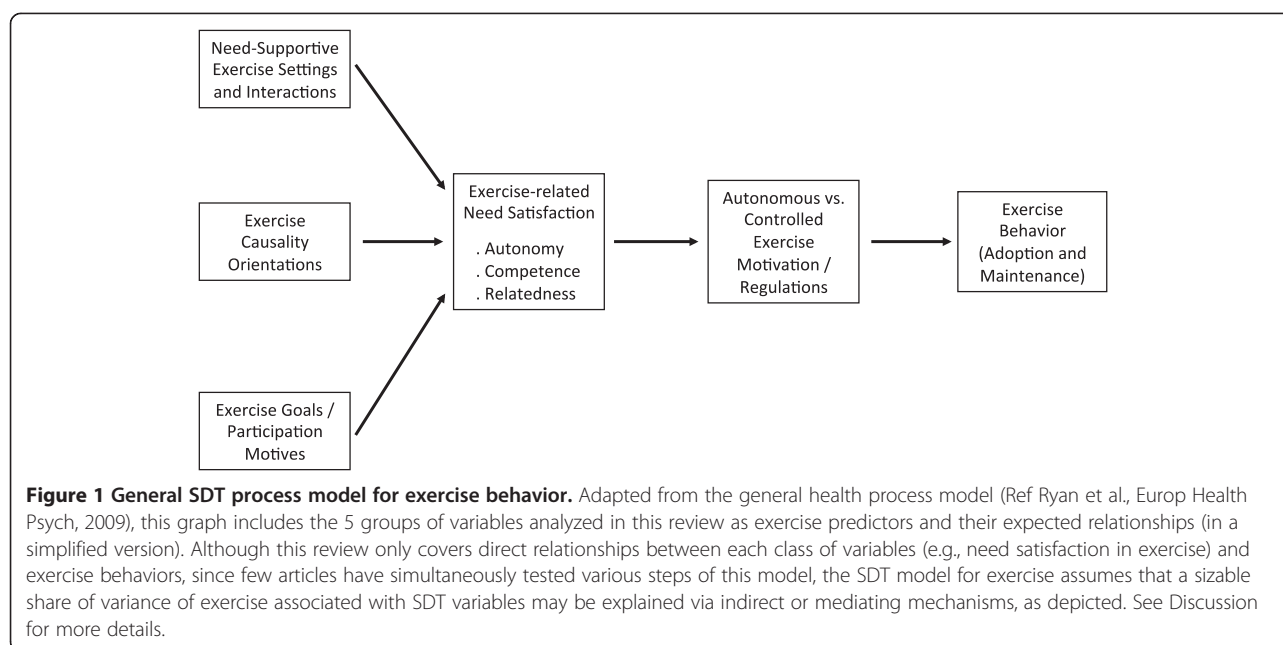 Need-Supportive
Exercise Settings
and Interactions
Exercise
Causality
Orientations
Exercise Goals /
Participation
Motives
Exercise-related
Need Satisfaction
. Autonomy
. Competence
. Relatedness
Autonomous vs.
Controlled
Exercise
Motivation /
Regulations
Exercise
Behavior
(Adoption and
Maintenance)
Figure 1 General SDT process model for exercise behavior. Adapted from the general health process model (Ref Ryan et al., Europ Health
Psych, 2009), this graph includes the 5 groups of variables analyzed in this review as exercise predictors and their expected relationships (in a
simplified version). Although this review only covers direct relationships between each class of variables (e.g., need satisfaction in exercise) and
exercise behaviors, since few articles have simultaneously tested various steps of this model, the SDT model for exercise assumes that a sizable
share of variance of exercise associated with SDT variables may be explained via indirect or mediating mechanisms, as depicted. See Discussion
for more details.